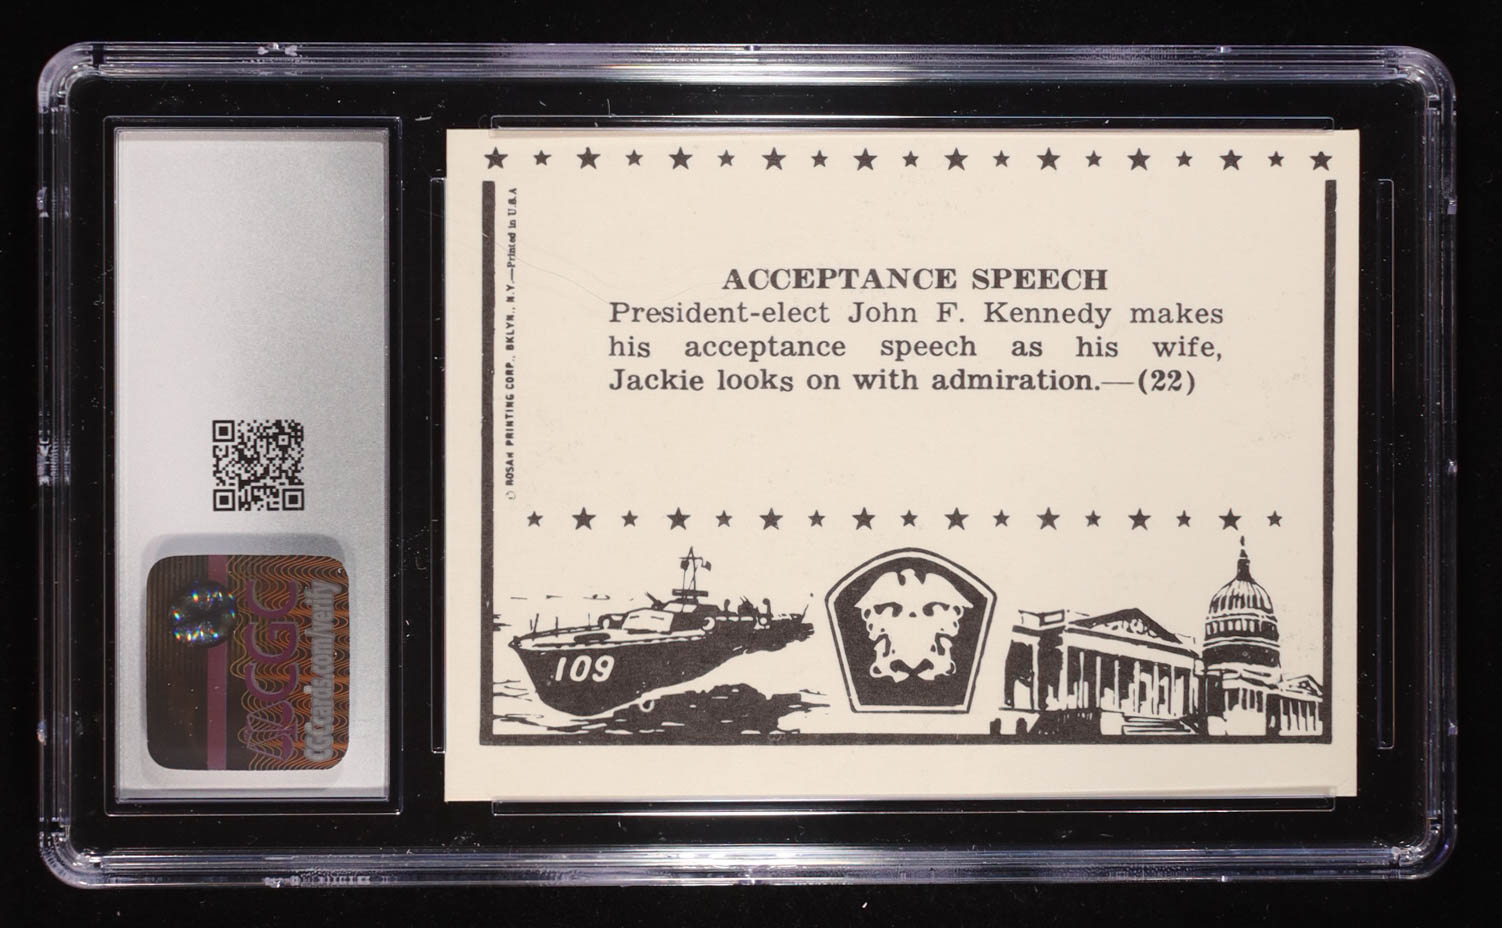 ACCEPTANCE SPEECH
President-elect John F. Kennedy makes
his acceptance speech as his wife,
Jackie looks on with admiration.—(22)
© ROSAN PRINTING CORP., BKLYN., N.Y.—Printed in U.S.A
109
CGC
cgccards.com/verify